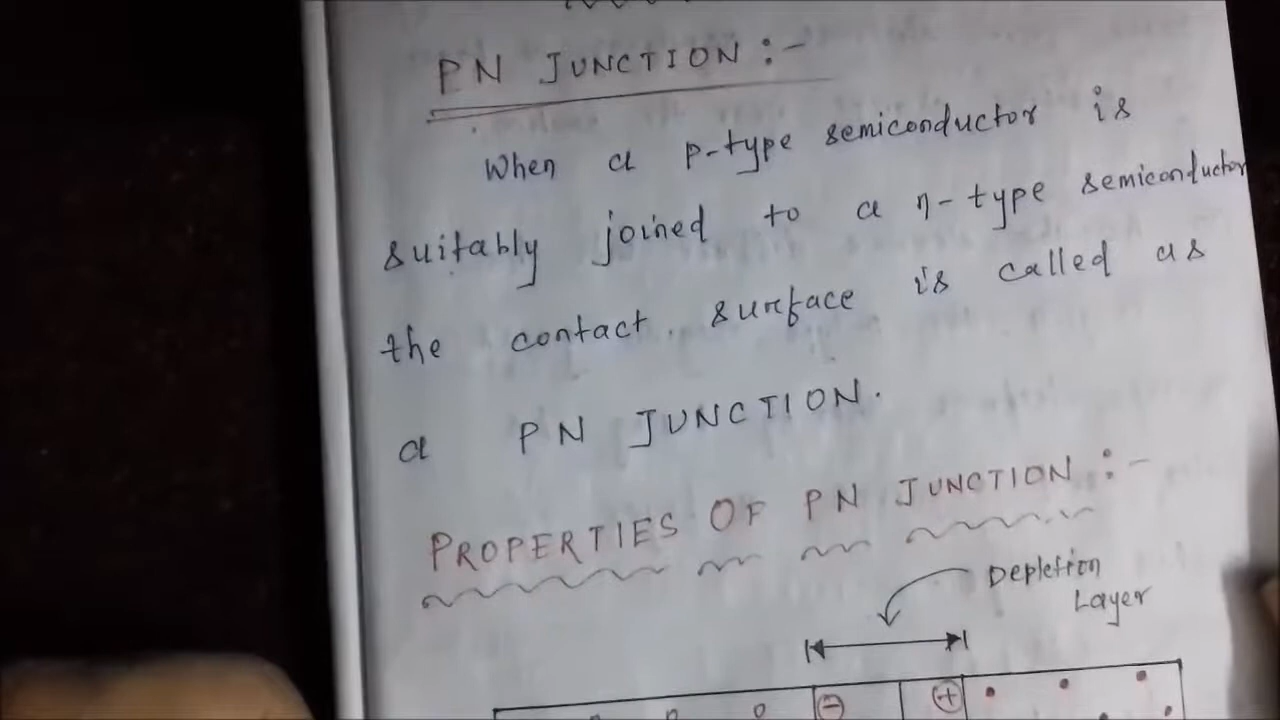 PN JUNCTION :-
When a p-type semiconductor is
suitably joined to a n-type semiconductor
the contact surface is called as
a PN JUNCTION.
PROPERTIES OF PN JUNCTION :-
Depletion
Layer
- +